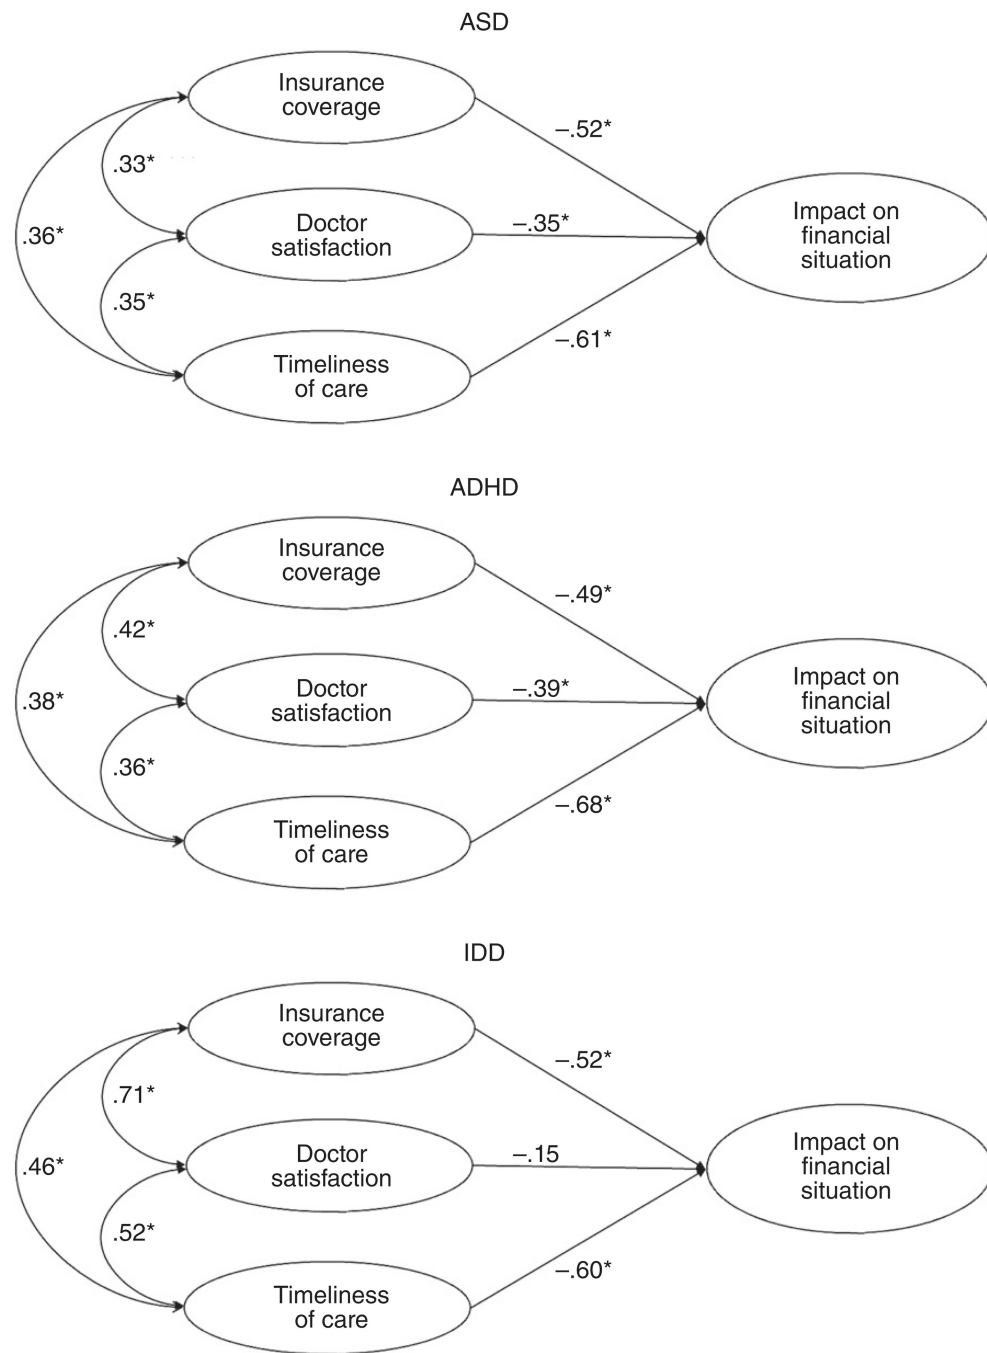 ASD
Insurance
coverage
–.52*
.33*
Impact on
financial
situation
Doctor
satisfaction
–.35*
.36*
.35*
–.61*
Timeliness
of care
ADHD
Insurance
coverage
–.49*
.42*
Impact on
financial
situation
Doctor
satisfaction
–.39*
.38*
.36*
–.68*
Timeliness
of care
IDD
Insurance
coverage
–.52*
.71*
Impact on
financial
situation
Doctor
satisfaction
–.15
.46*
.52*
–.60*
Timeliness
of care